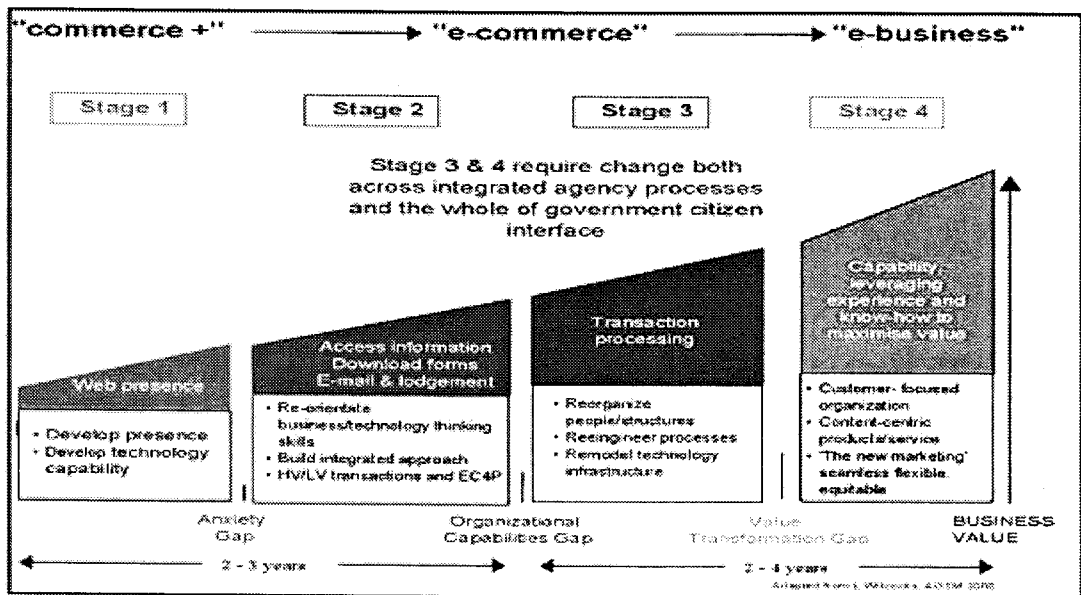 "commerce +" "e-commerce" "e-business"
Stage 1
Stage 2
Stage 3
Stage 4
Stage 3 & 4 require change both
across integrated agency processes
and the whole of government citizen
interface
Web presence
• Develop presence
• Develop technology
capability
Access information
Download forms
E-mail & lodgement
• Re-orientate
business/technology thinking
skills
• Build integrated approach
• HV/LV transactions and EC4P
Transaction
processing
• Reorganize
people/structures
• Reengineer processes
• Remodel technology
infrastructure
Capability,
leveraging
experience and
know-how to
maximise value
• Customer- focused
organization
• Content-centric
products/service
• 'The new marketing'
seamless flexible
equitable
Anxiety
Gap
Organizational
Capabilities Gap
Value
Transformation Gap
BUSINESS
VALUE
2 - 3 years
2 - 4 years
Adapted from L Willcocks,